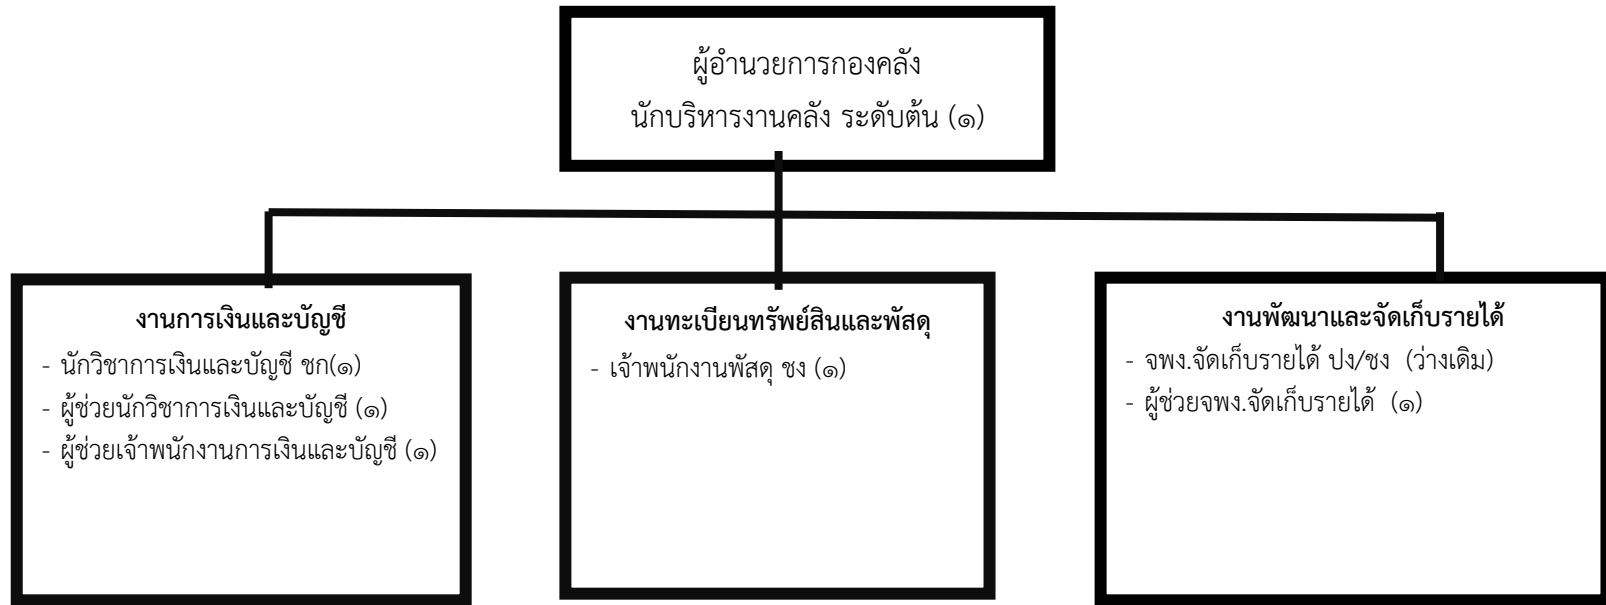 ผู้อำนวยการกองคลัง
นักบริหารงานคลัง ระดับต้น (๑)
งานการเงินและบัญชี
- นักวิชาการเงินและบัญชี ชก(๑)
- ผู้ช่วยนักวิชาการเงินและบัญชี (๑)
- ผู้ช่วยเจ้าพนักงานการเงินและบัญชี (๑)
งานทะเบียนทรัพย์สินและพัสดุ
- เจ้าพนักงานพัสดุ ชง (๑)
งานพัฒนาและจัดเก็บรายได้
- จพง.จัดเก็บรายได้ ปง/ชง (ว่างเดิม)
- ผู้ช่วยจพง.จัดเก็บรายได้ (๑)